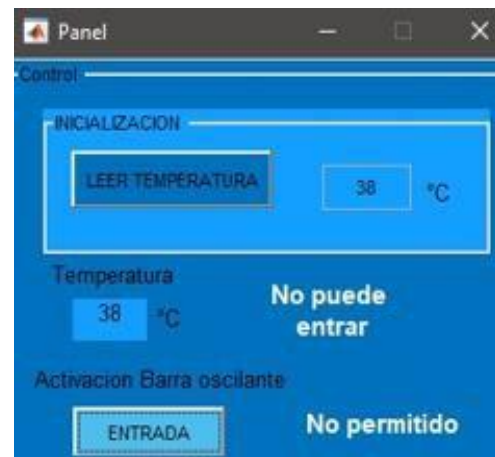 Panel
Control
INICIALIZACION
LEER TEMPERATURA
38
°C
Temperatura
38
°C
No puede
entrar
Activacion Barra oscilante
ENTRADA
No permitido